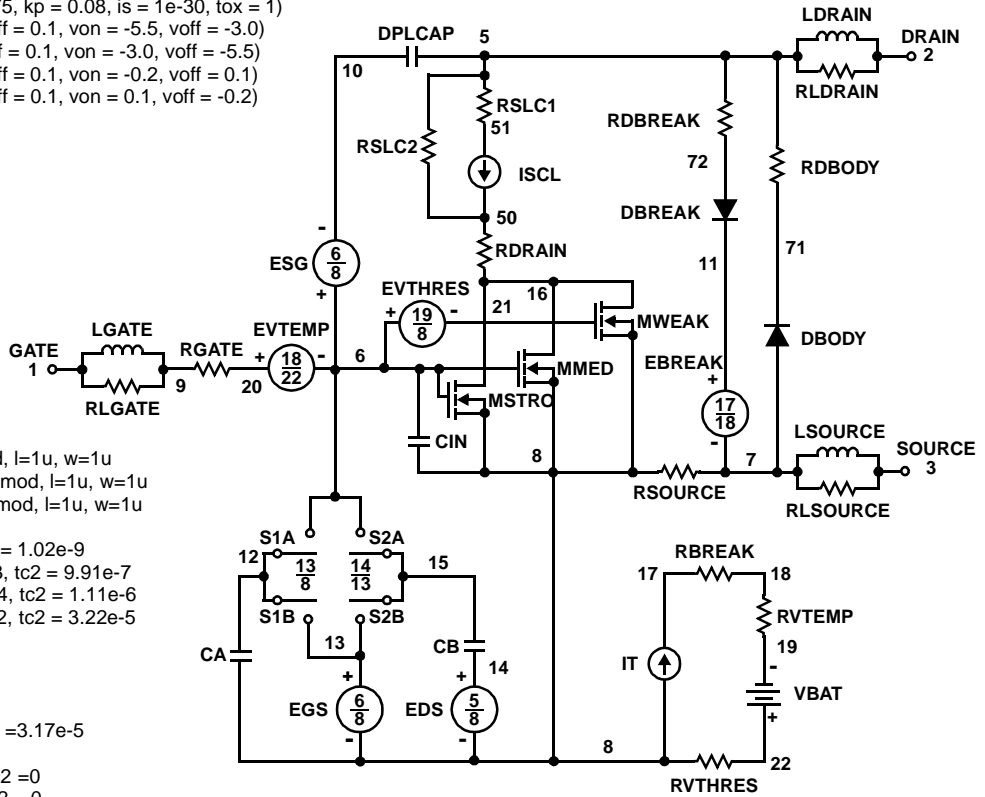 5, kp = 0.08, is = 1e-30, tox = 1)
off = 0.1, von = -5.5, voff = -3.0)
= 0.1, von = -3.0, voff = -5.5)
ff = 0.1, von = -0.2, voff = 0.1)
ff = 0.1, von = 0.1, voff = -0.2)
LDRAIN
DPLCAP 5 DRAIN
10 2
RLDRAIN
RSLC1
51
RDBREAK
RSLC2
72
RDBODY
ISCL
DBREAK
50
ESG
-
6
8
+
RDRAIN
71
11
EVTHRES
+ 19 -
8
21
16
MWEAK
LGATE
EVTEMP
GATE
1
RGATE
+ 18 -
22
6
MMED
EBREAK
+
DBODY
9
20
RLGATE
MSTRO
17
18
-
CIN
LSOURCE
8
7
SOURCE
3
RSOURCE
RLSOURCE
d, l=1u, w=1u
mod, l=1u, w=1u
mod, l=1u, w=1u
= 1.02e-9
, tc2 = 9.91e-7
4, tc2 = 1.11e-6
2, tc2 = 3.22e-5
S1A
S2A
12
13
8
14
13
15
S1B
S2B
RBREAK
17
18
RVTEMP
13
CB
19
CA
14
IT
-
VBAT
+
+
EGS
6
8
-
+
EDS
5
8
-
=3.17e-5
8
22
RVTHRES
2 =0